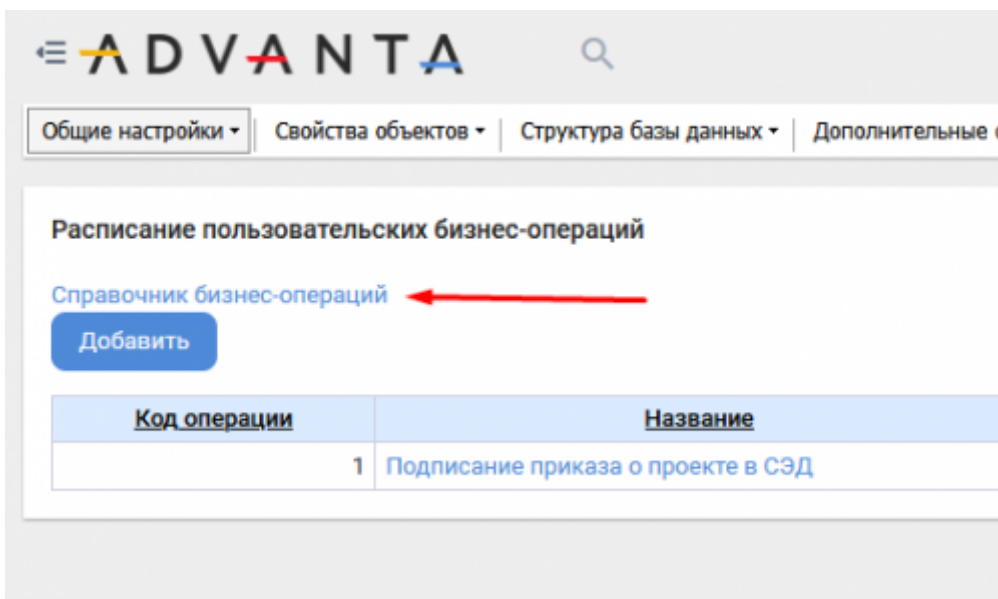 ADVANTA
Общие настройки Свойства объектов Структура базы данных Дополнительные
Расписание пользовательских бизнес-операций
Справочник бизнес-операций
Добавить
Код операции Название
1 Подписание приказа о проекте в СЭД